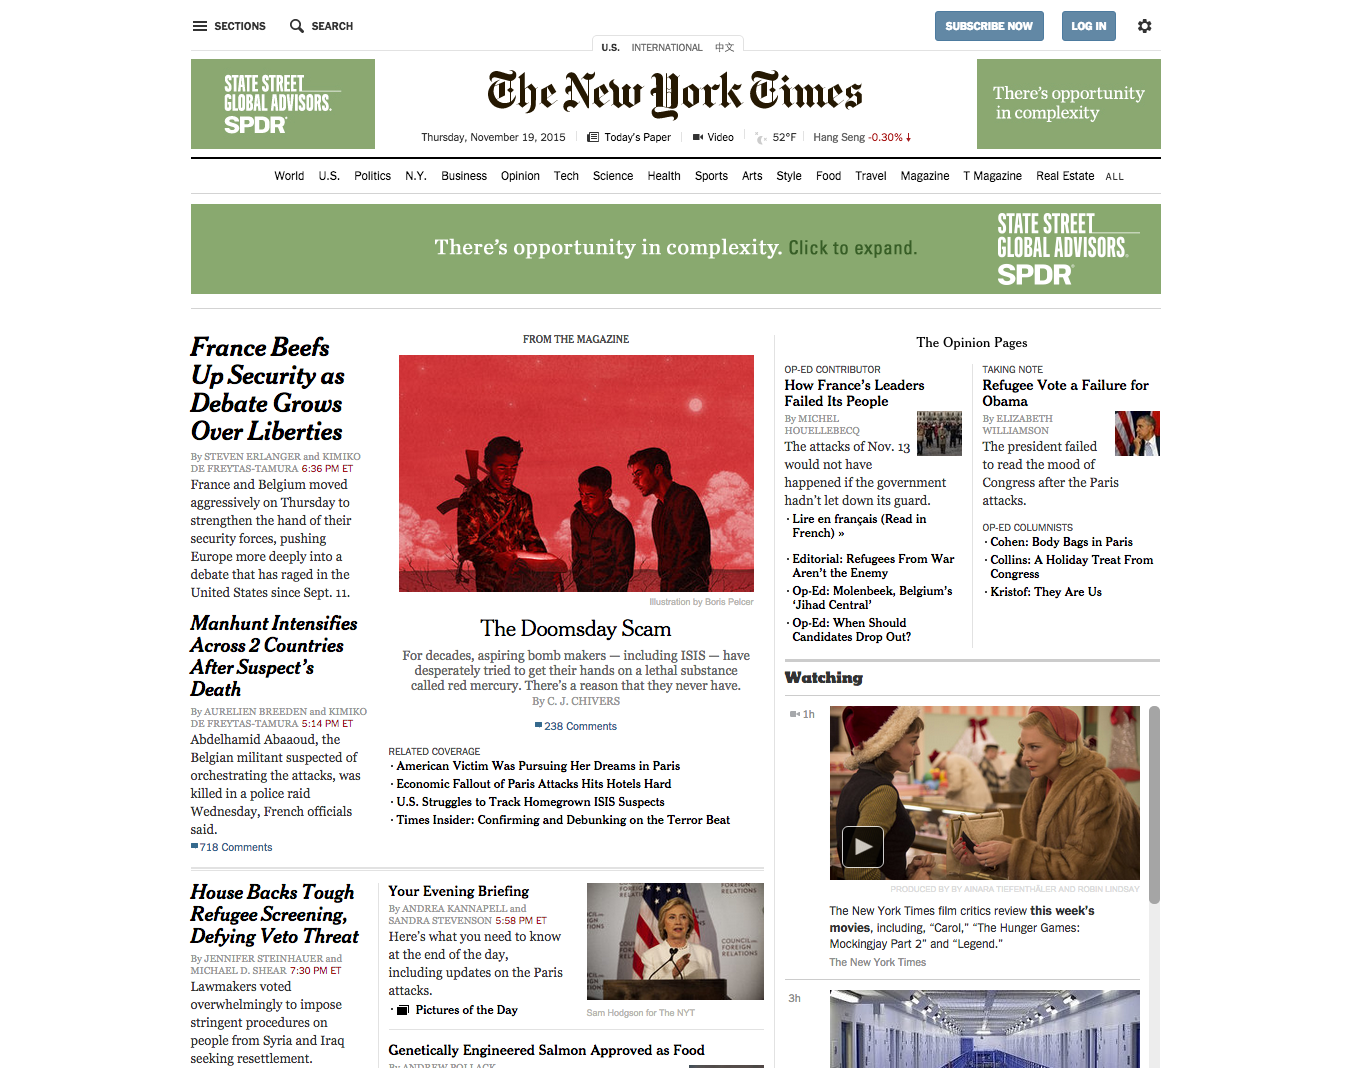 SECTIONS
SEARCH
SUBSCRIBE NOW
LOG IN
U.S. INTERNATIONAL 中文
STATE STREET
GLOBAL ADVISORS.
SPDR
The New York Times
There's opportunity
in complexity
Thursday, November 19, 2015
Today's Paper
Video
52°F
Hang Seng -0.30%↓
World U.S. Politics N.Y. Business Opinion Tech Science Health Sports Arts Style Food Travel Magazine T Magazine Real Estate ALL
There's opportunity in complexity. Click to expand.
STATE STREET
GLOBAL ADVISORS.
SPDR
France Beefs
Up Security as
Debate Grows
Over Liberties
By STEVEN ERLANGER and KIMIKO
DE FREYTAS-TAMURA 6:36 PM ET
France and Belgium moved
aggressively on Thursday to
strengthen the hand of their
security forces, pushing
Europe more deeply into a
debate that has raged in the
United States since Sept. 11.
Manhunt Intensifies
Across 2 Countries
After Suspect's
Death
By AURELIEN BREEDEN and KIMIKO
DE FREYTAS-TAMURA 5:14 PM ET
Abdelhamid Abaaoud, the
Belgian militant suspected of
orchestrating the attacks, was
killed in a police raid
Wednesday, French officials
said.
718 Comments
FROM THE MAGAZINE
Illustration by Boris Pelcer
The Doomsday Scam
For decades, aspiring bomb makers — including ISIS — have
desperately tried to get their hands on a lethal substance
called red mercury. There's a reason that they never have.
By C. J. CHIVERS
238 Comments
RELATED COVERAGE
· American Victim Was Pursuing Her Dreams in Paris
· Economic Fallout of Paris Attacks Hits Hotels Hard
· U.S. Struggles to Track Homegrown ISIS Suspects
· Times Insider: Confirming and Debunking on the Terror Beat
House Backs Tough
Refugee Screening,
Defying Veto Threat
By JENNIFER STEINHAUER and
MICHAEL D. SHEAR 7:30 PM ET
Lawmakers voted
overwhelmingly to impose
stringent procedures on
people from Syria and Iraq
seeking resettlement.
Your Evening Briefing
By ANDREA KANNAPELL and
SANDRA STEVENSON 5:58 PM ET
Here's what you need to know
at the end of the day,
including updates on the Paris
attacks.
· Pictures of the Day
COUNCIL ON
FOREIGN
RELATIONS
Sam Hodgson for The NYT
Genetically Engineered Salmon Approved as Food
By ANDREW POLLACK
The Opinion Pages
OP-ED CONTRIBUTOR
How France's Leaders
Failed Its People
By MICHEL
HOUELLEBECQ
The attacks of Nov. 13
would not have
happened if the government
hadn't let down its guard.
· Lire en français (Read in
French) »
· Editorial: Refugees From War
Aren't the Enemy
· Op-Ed: Molenbeek, Belgium's
'Jihad Central'
· Op-Ed: When Should
Candidates Drop Out?
TAKING NOTE
Refugee Vote a Failure for
Obama
By ELIZABETH
WILLIAMSON
The president failed
to read the mood of
Congress after the Paris
attacks.
OP-ED COLUMNISTS
· Cohen: Body Bags in Paris
· Collins: A Holiday Treat From
Congress
· Kristof: They Are Us
Watching
1h
PRODUCED BY BY AINARA TIEFENTHÄLER AND ROBIN LINDSAY
The New York Times film critics review this week's
movies, including, "Carol," "The Hunger Games:
Mockingjay Part 2" and "Legend."
The New York Times
3h